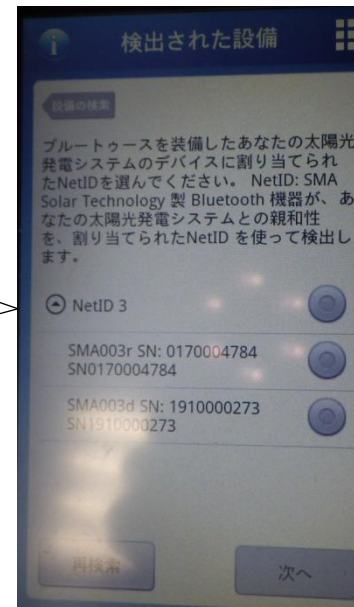 検出された設備
設備の検索
ブルートゥースを装備したあなたの太陽光
発電システムのデバイスに割り当てられ
たNetIDを選んでください。 NetID: SMA
Solar Technology 製 Bluetooth 機器が、あ
なたの太陽光発電システムとの親和性
を、割り当てられたNetID を使って検出し
ます。
NetID 3
SMA003r SN: 0170004784
SN0170004784
SMA003d SN: 1910000273
SN1910000273
再検索
次へ